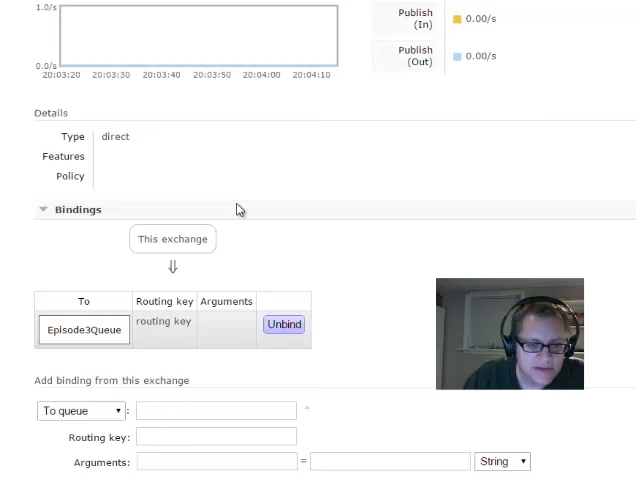 1.0/s
0.0/s
20:03:20 20:03:30 20:03:40 20:03:50 20:04:00 20:04:10
Publish (In) 0.00/s
Publish (Out) 0.00/s
Details
Type direct
Features
Policy
Bindings
This exchange
⇓
To Routing key Arguments
Episode3Queue routing key Unbind
Add binding from this exchange
To queue : *
Routing key:
Arguments: = String